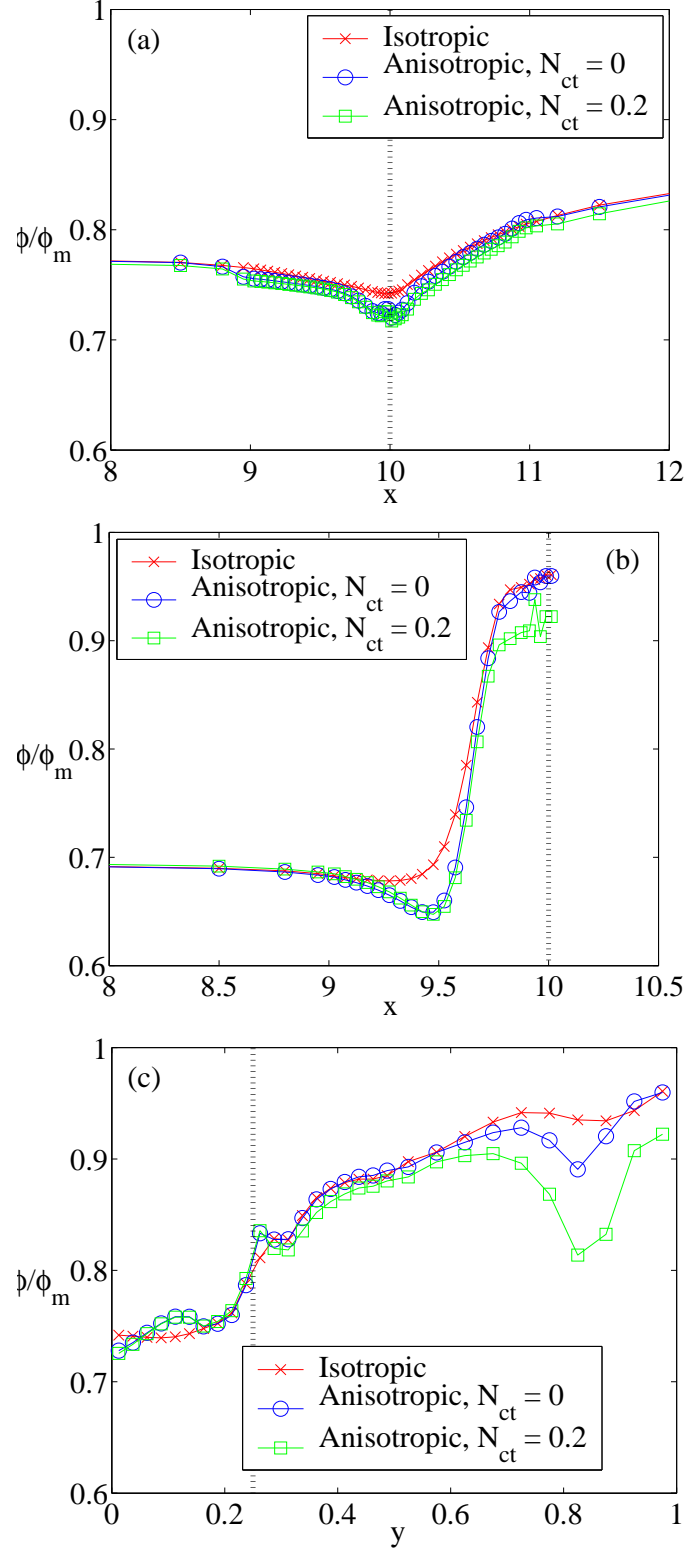 1
(a)
Isotropic
Anisotropic, N_ct = 0
Anisotropic, N_ct = 0.2
0.9
0.8
ϕ/ϕ_m
0.7
0.6
8 9 10 11 12
x
1
Isotropic
(b)
Anisotropic, N_ct = 0
Anisotropic, N_ct = 0.2
0.9
0.8
ϕ/ϕ_m
0.7
0.6
8 8.5 9 9.5 10 10.5
x
1
(c)
0.9
0.8
ϕ/ϕ_m
0.7
Isotropic
Anisotropic, N_ct = 0
Anisotropic, N_ct = 0.2
0.6
0 0.2 0.4 0.6 0.8 1
y